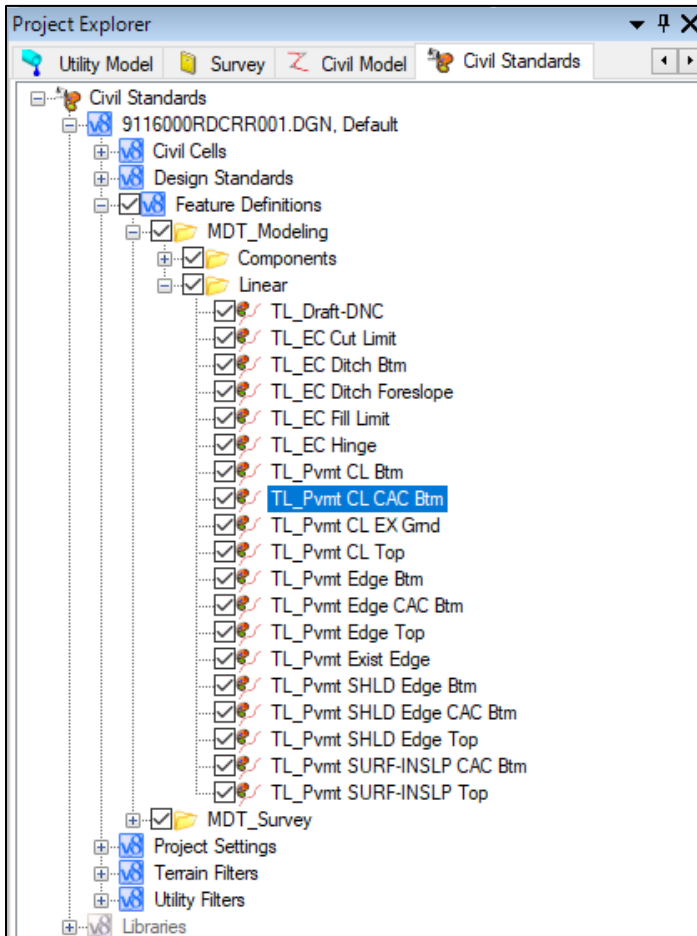 Project Explorer
Utility Model Survey Civil Model Civil Standards
Civil Standards
9116000RDCRR001.DGN, Default
Civil Cells
Design Standards
Feature Definitions
MDT_Modeling
Components
Linear
TL_Draft-DNC
TL_EC Cut Limit
TL_EC Ditch Btm
TL_EC Ditch Foreslope
TL_EC Fill Limit
TL_EC Hinge
TL_Pvmt CL Btm
TL_Pvmt CL CAC Btm
TL_Pvmt CL EX Grnd
TL_Pvmt CL Top
TL_Pvmt Edge Btm
TL_Pvmt Edge CAC Btm
TL_Pvmt Edge Top
TL_Pvmt Exist Edge
TL_Pvmt SHLD Edge Btm
TL_Pvmt SHLD Edge CAC Btm
TL_Pvmt SHLD Edge Top
TL_Pvmt SURF-INSLP CAC Btm
TL_Pvmt SURF-INSLP Top
MDT_Survey
Project Settings
Terrain Filters
Utility Filters
Libraries